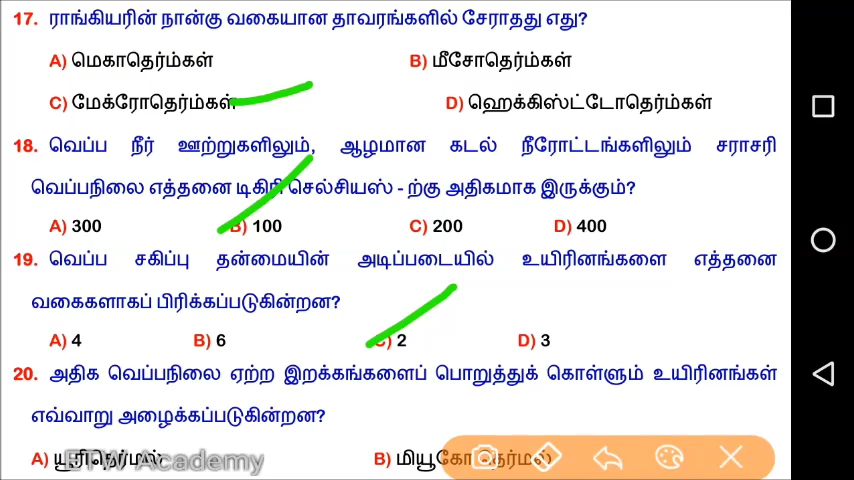 17. ராங்கியரின் நான்கு வகையான தாவரங்களில் சேராதது எது?
A) மெகாதெர்ம்கள் B) மீசோதெர்ம்கள்
C) மேக்ரோதெர்ம்கள் D) ஹெக்கிஸ்ட்டோதெர்ம்கள்
18. வெப்ப நீர் ஊற்றுகளிலும், ஆழமான கடல் நீரோட்டங்களிலும் சராசரி
வெப்பநிலை எத்தனை டிகிரி செல்சியஸ் - ற்கு அதிகமாக இருக்கும்?
A) 300 B) 100 C) 200 D) 400
19. வெப்ப சகிப்பு தன்மையின் அடிப்படையில் உயிரினங்களை எத்தனை
வகைகளாகப் பிரிக்கப்படுகின்றன?
A) 4 B) 6 C) 2 D) 3
20. அதிக வெப்பநிலை ஏற்ற இறக்கங்களைப் பொறுத்துக் கொள்ளும் உயிரினங்கள்
எவ்வாறு அழைக்கப்படுகின்றன?
A) யூரிதெர்மல் B)
ETW Academy